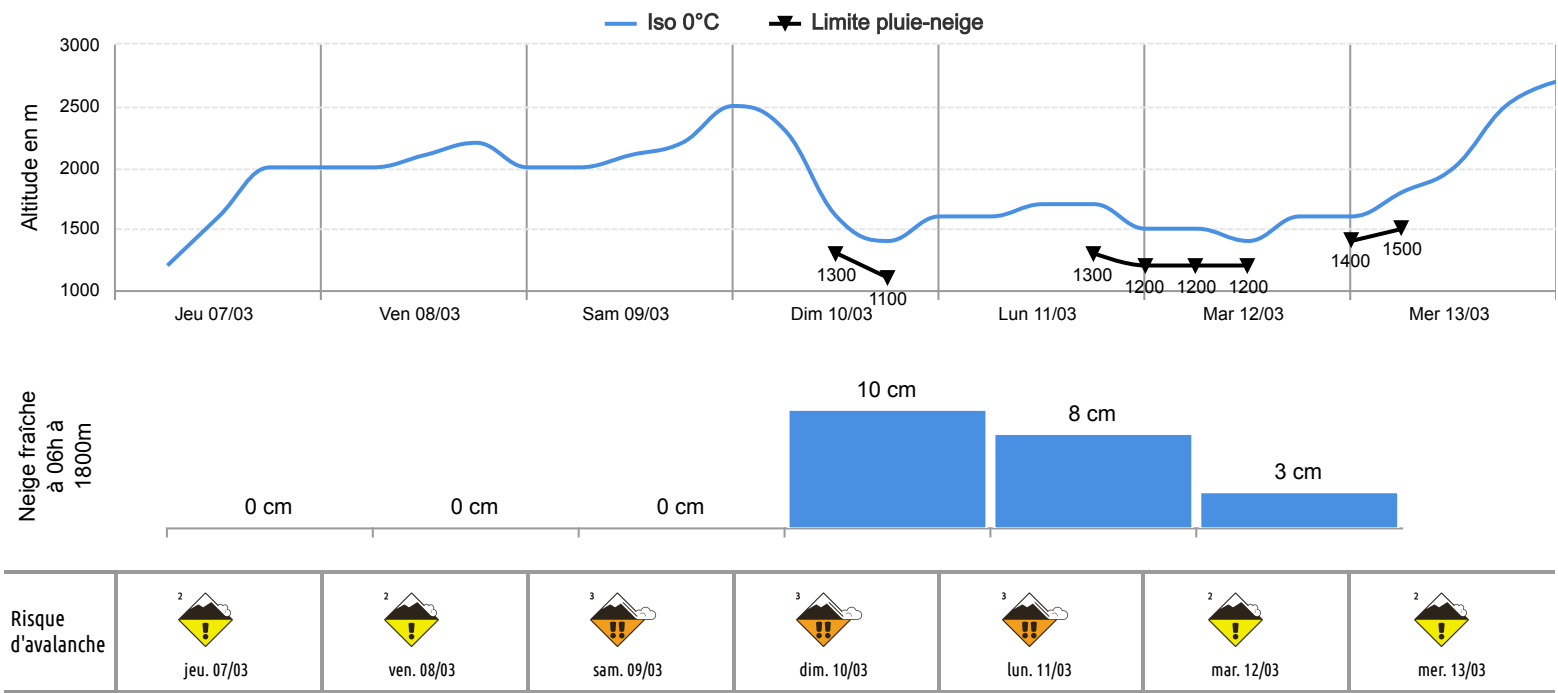 Iso 0°C Limite pluie-neige
Altitude en m
3000
2500
2000
1500
1000
1300
1100
1300
1200
1200
1200
1400
1500
Jeu 07/03 Ven 08/03 Sam 09/03 Dim 10/03 Lun 11/03 Mar 12/03 Mer 13/03
Neige fraîche
à 06h à
1800m
0 cm 0 cm 0 cm 10 cm 8 cm 3 cm
Risque
d'avalanche
2 2 3 3 3 2 2
! ! !! !! !! ! !
jeu. 07/03 ven. 08/03 sam. 09/03 dim. 10/03 lun. 11/03 mar. 12/03 mer. 13/03